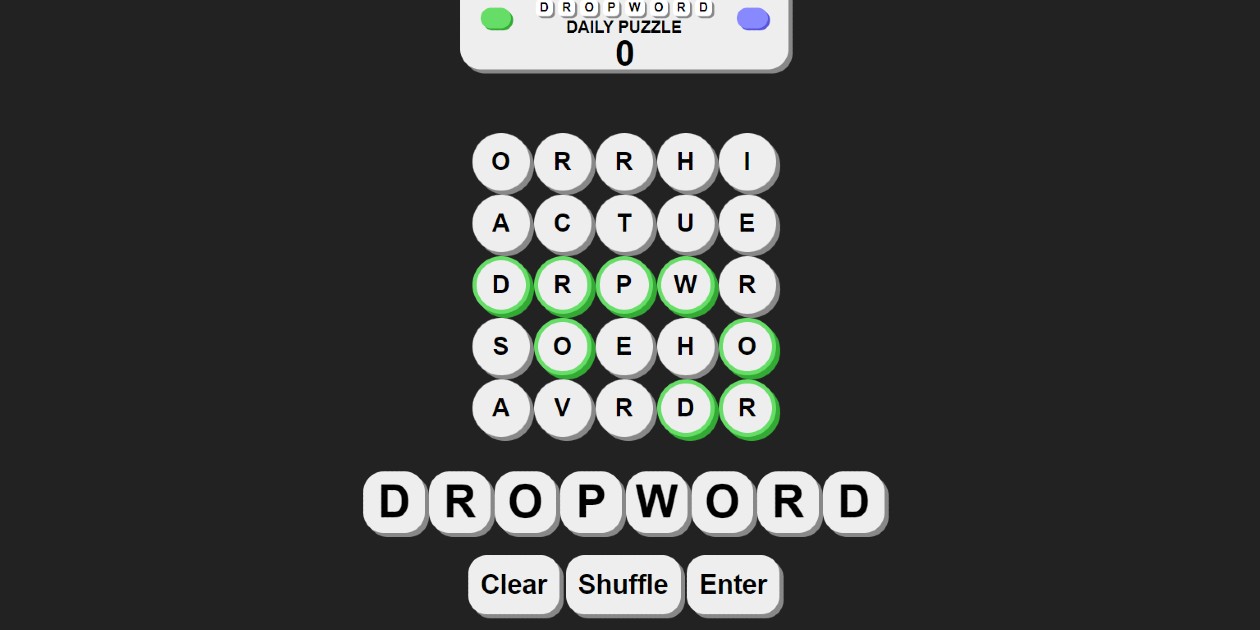 DROPWORD
DAILY PUZZLE
0
O R R H I
A C T U E
D R P W R
S O E H O
A V R D R
DROPWORD
Clear Shuffle Enter